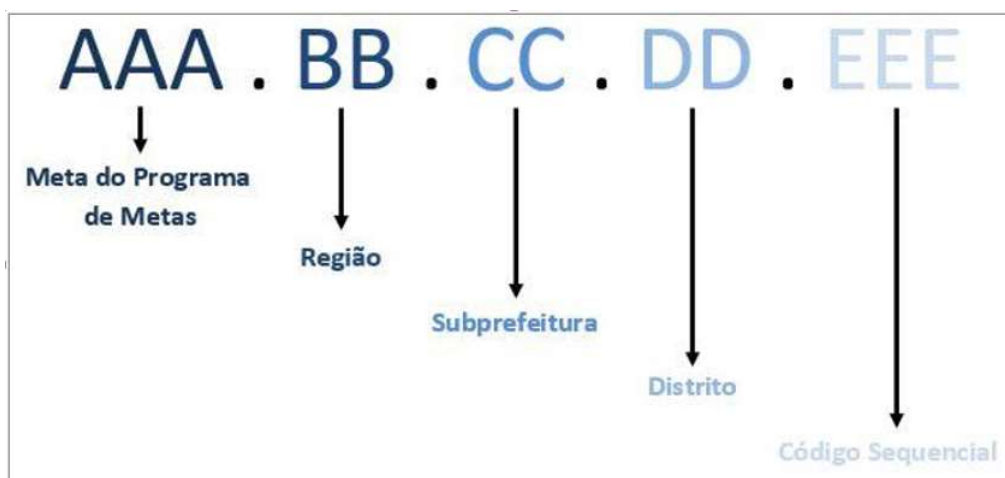 AAA . BB . CC . DD . EEE
Meta do Programa
de Metas
Região
Subprefeitura
Distrito
Código Sequencial